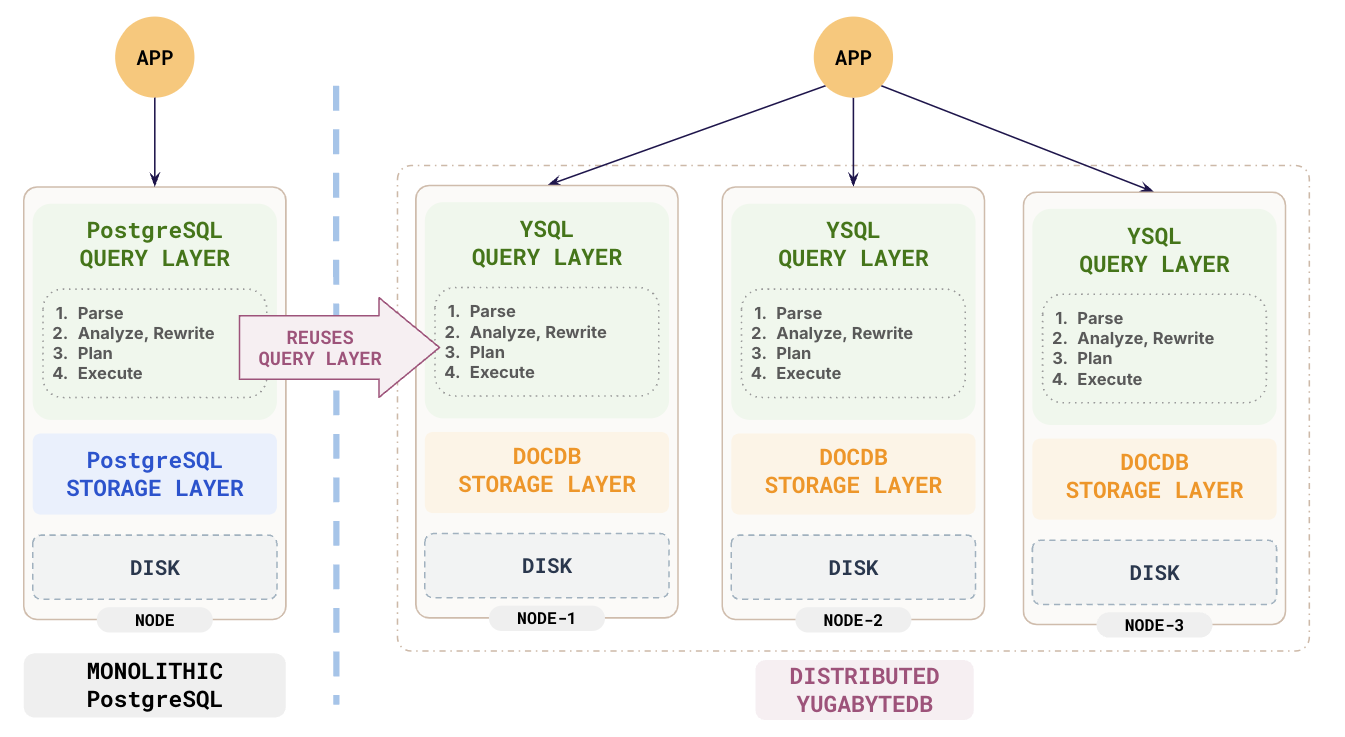 APP
PostgreSQL
QUERY LAYER
1. Parse
2. Analyze, Rewrite
3. Plan
4. Execute
PostgreSQL
STORAGE LAYER
DISK
NODE
MONOLITHIC
PostgreSQL
REUSES
QUERY LAYER
APP
YSQL
QUERY LAYER
1. Parse
2. Analyze, Rewrite
3. Plan
4. Execute
DOCDB
STORAGE LAYER
DISK
NODE-1
YSQL
QUERY LAYER
1. Parse
2. Analyze, Rewrite
3. Plan
4. Execute
DOCDB
STORAGE LAYER
DISK
NODE-2
YSQL
QUERY LAYER
1. Parse
2. Analyze, Rewrite
3. Plan
4. Execute
DOCDB
STORAGE LAYER
DISK
NODE-3
DISTRIBUTED
YUGABYTEDB